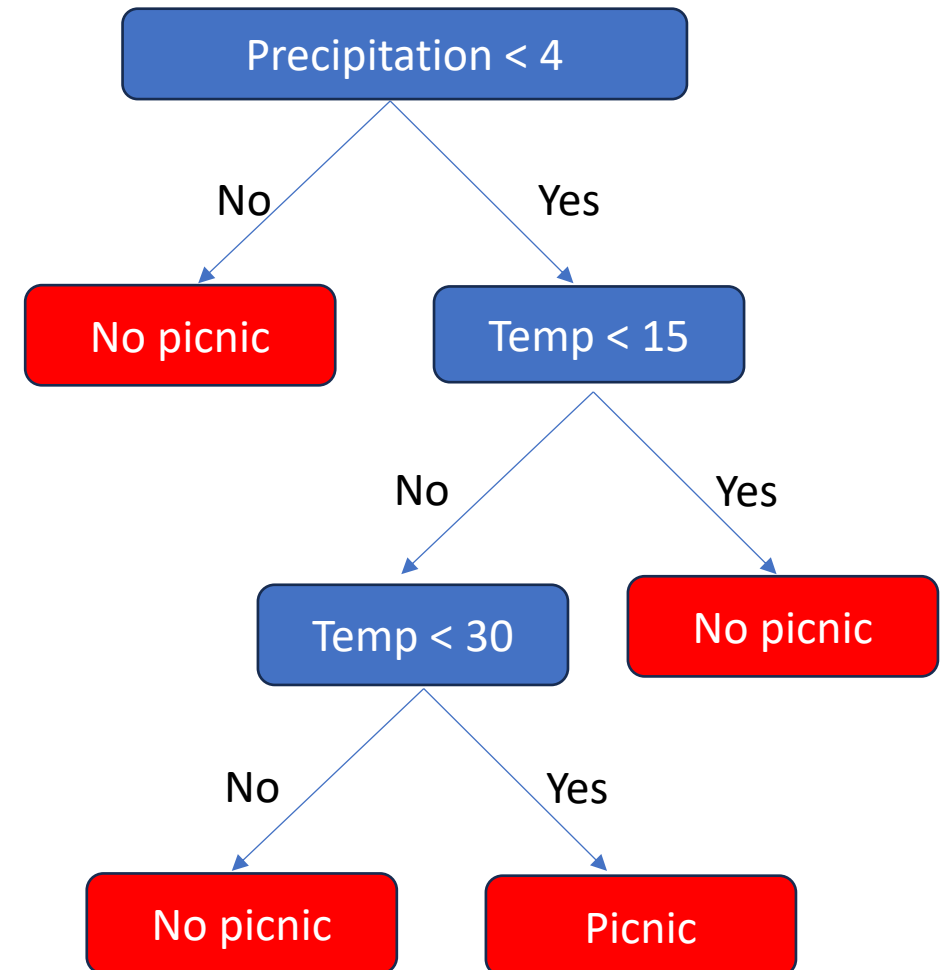 Precipitation < 4
No
Yes
No picnic
Temp < 15
No
Yes
Temp < 30
No picnic
No
Yes
No picnic
Picnic